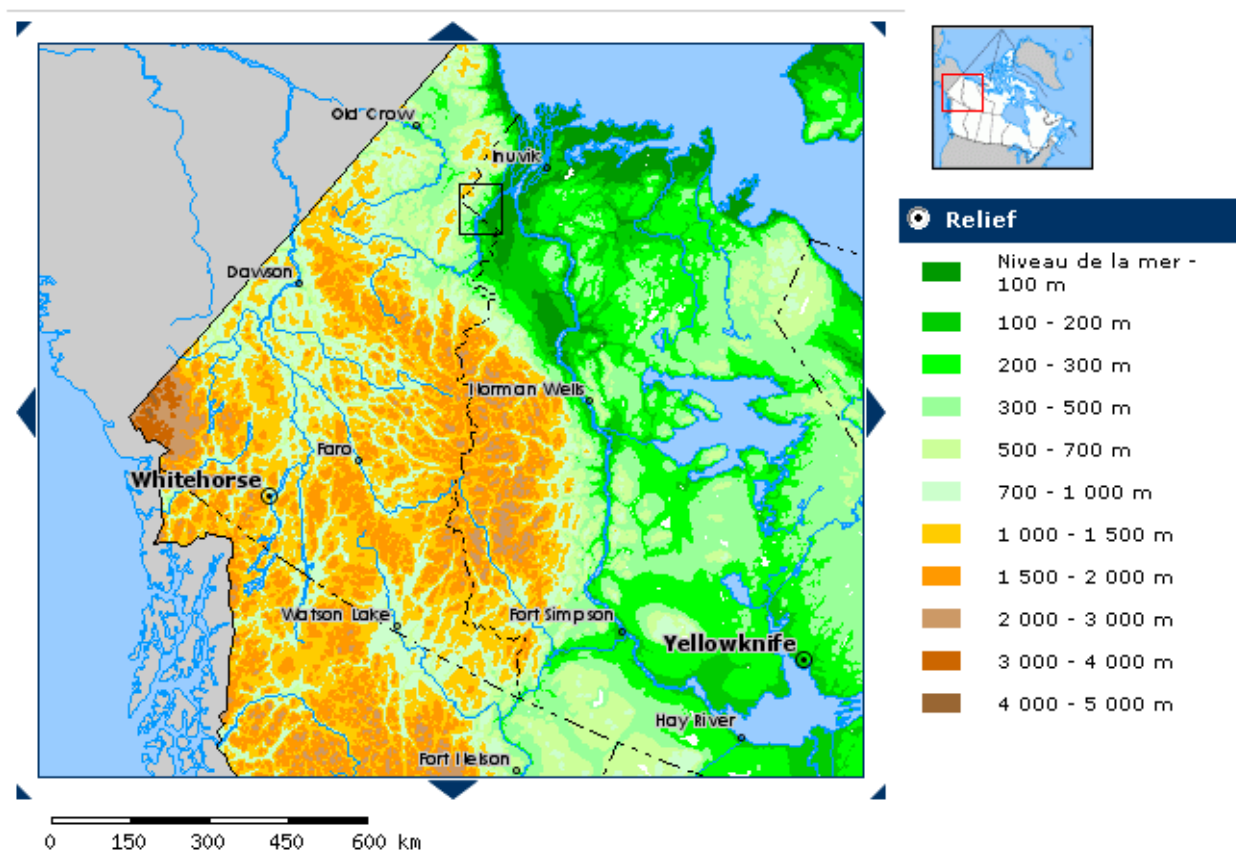 Old Crow
Inuvik
Dawson
Norman Wells
Faro
Whitehorse
Watson Lake
Fort Simpson
Yellowknife
Hay River
Fort Nelson
0 150 300 450 600 km
Relief
Niveau de la mer -
100 m
100 - 200 m
200 - 300 m
300 - 500 m
500 - 700 m
700 - 1 000 m
1 000 - 1 500 m
1 500 - 2 000 m
2 000 - 3 000 m
3 000 - 4 000 m
4 000 - 5 000 m